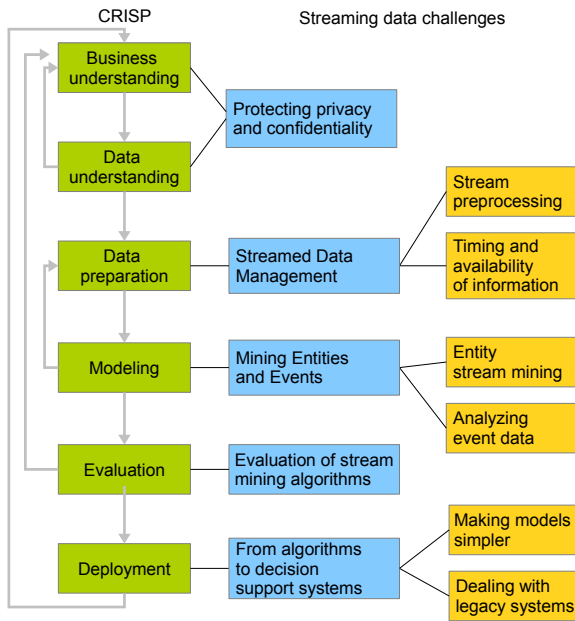 CRISP
Streaming data challenges
Business
understanding
Protecting privacy
and confidentiality
Data
understanding
Stream
preprocessing
Data
preparation
Streamed Data
Management
Timing and
availability
of information
Modeling
Mining Entities
and Events
Entity
stream mining
Analyzing
event data
Evaluation
Evaluation of stream
mining algorithms
Making models
simpler
Deployment
From algorithms
to decision
support systems
Dealing with
legacy systems